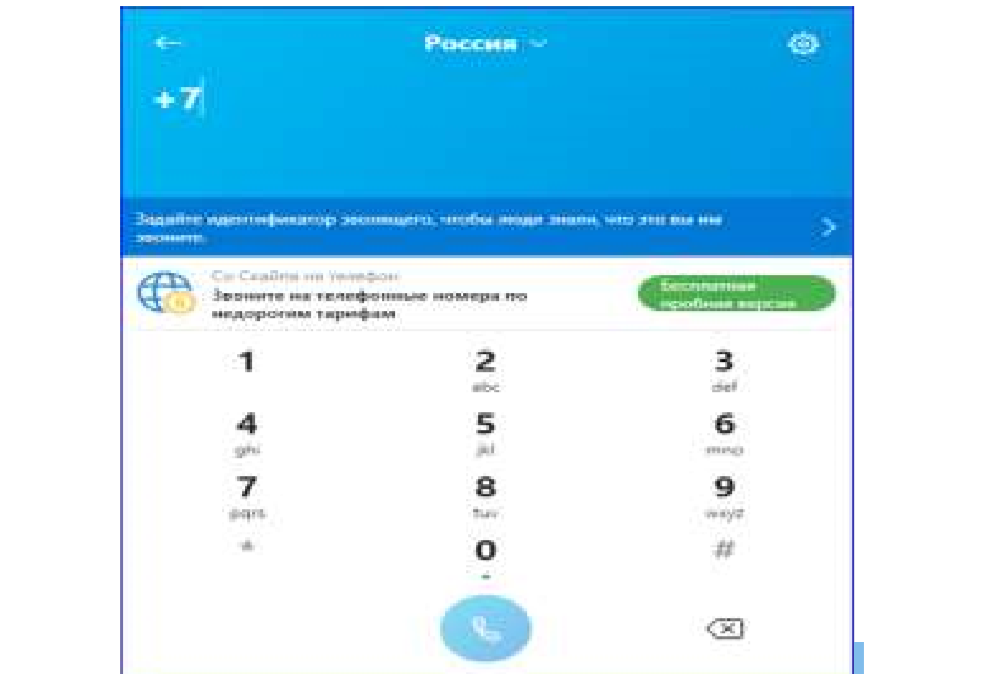 Россия
+7
Задайте идентификатор звонящего, чтобы люди знали, что это вы им
звоните.
Со Скайпа на телефон
Звоните на телефонные номера по
недорогим тарифам
Бесплатная
пробная версия
1 2 3
abc def
4 5 6
ghi jkl mno
7 8 9
pqrs tuv wxyz
* 0 #
+